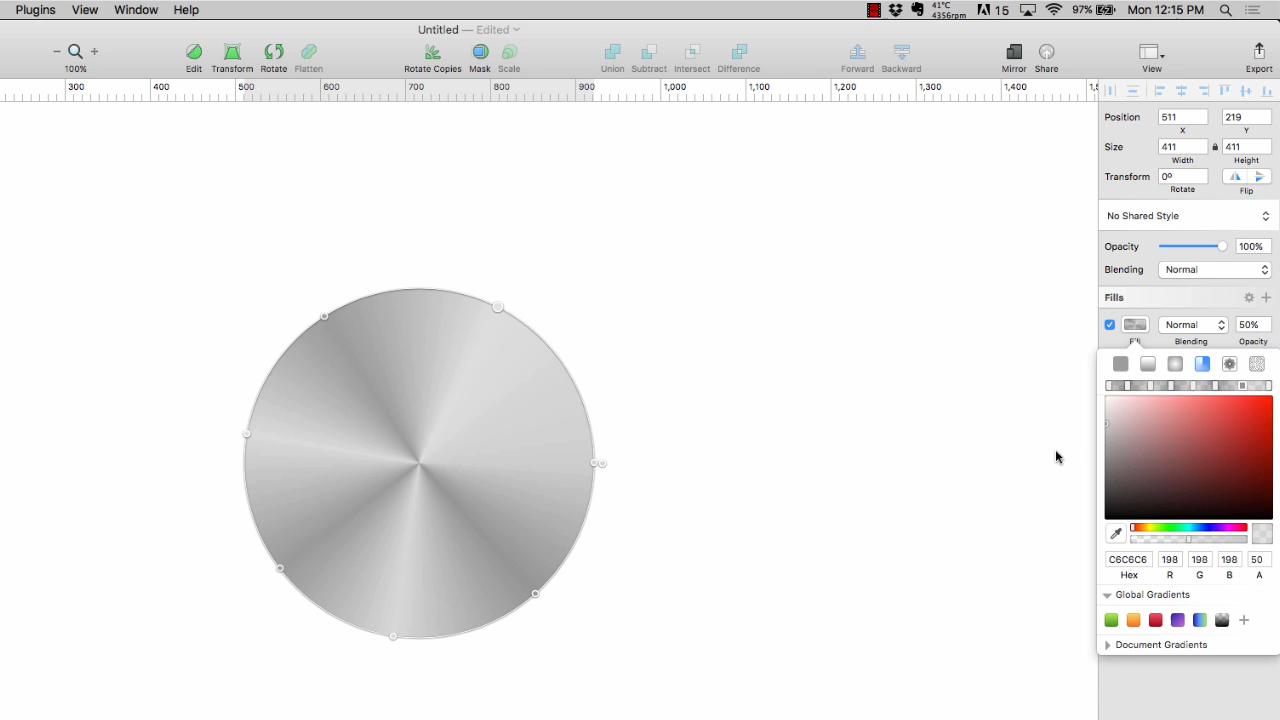 Plugins View Window Help 41°C 4356rpm 15 97% Mon 12:15 PM
Untitled — Edited
100% Edit Transform Rotate Flatten Rotate Copies Mask Scale Union Subtract Intersect Difference Forward Backward Mirror Share View Export
300 400 500 600 700 800 900 1,000 1,100 1,200 1,300 1,400
Position 511 219
X Y
Size 411 411
Width Height
Transform 0º
Rotate Flip
No Shared Style
Opacity 100%
Blending Normal
Fills
Normal 50%
Fill Blending Opacity
C6C6C6 198 198 198 50
Hex R G B A
Global Gradients
Document Gradients